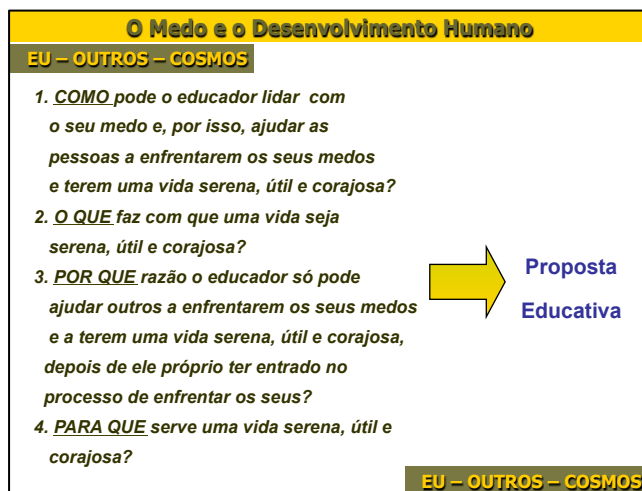 O Medo e o Desenvolvimento Humano
EU – OUTROS – COSMOS
1. COMO pode o educador lidar com
o seu medo e, por isso, ajudar as
pessoas a enfrentarem os seus medos
e terem uma vida serena, útil e corajosa?
2. O QUE faz com que uma vida seja
serena, útil e corajosa?
3. POR QUE razão o educador só pode
ajudar outros a enfrentarem os seus medos
e a terem uma vida serena, útil e corajosa,
depois de ele próprio ter entrado no
processo de enfrentar os seus?
4. PARA QUE serve uma vida serena, útil e
corajosa?
Proposta
Educativa
EU – OUTROS – COSMOS